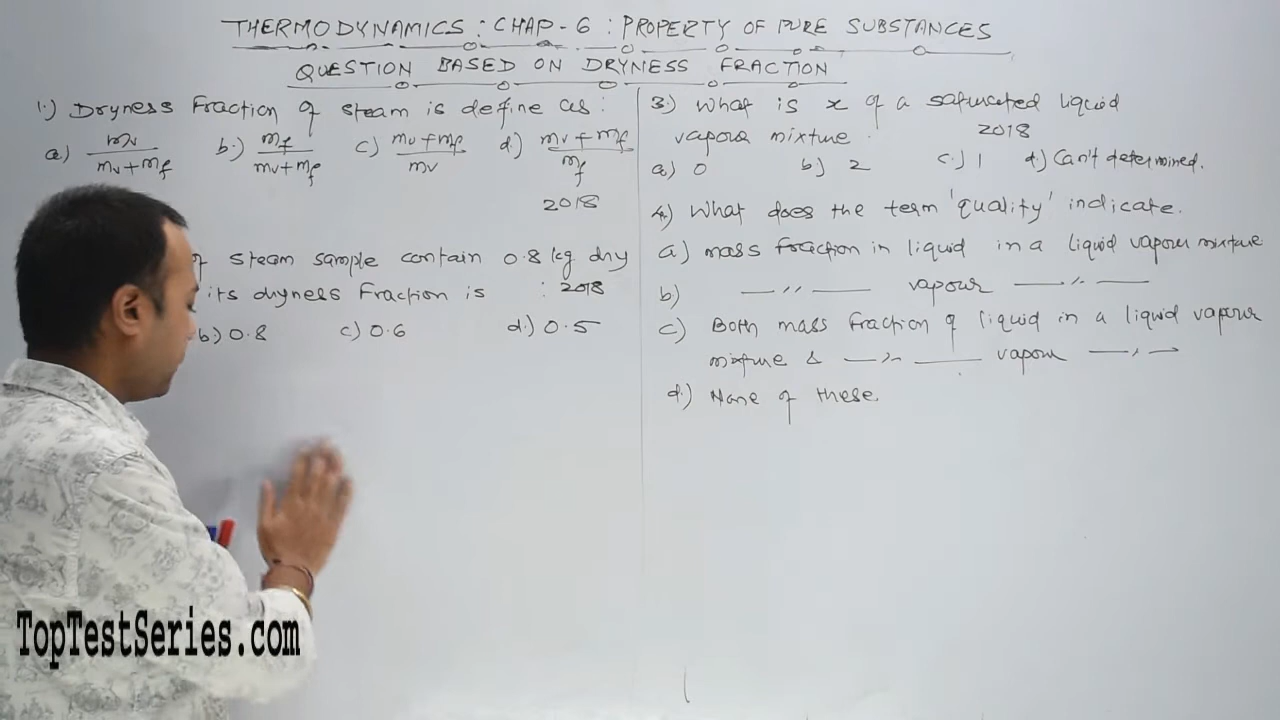 THERMODYNAMICS : CHAP - 6 : PROPERTY OF PURE SUBSTANCES
QUESTION BASED ON DRYNESS FRACTION
1.) Dryness Fraction of steam is define as :
a.) mv / mv + mf b.) mf / mv + mf c.) mv + mf / mv d.) mv + mf / mf
2018
of steam sample contain 0.8 kg dry
its dryness Fraction is : 2018
b) 0.8 c) 0.6 d.) 0.5
3.) What is x of a saturated liquid
vapour mixture . 2018
a.) 0 b.) 2 c.) 1 d.) Can't determined.
4.) What does the term 'quality' indicate.
a.) mass fraction in liquid in a liquid vapour mixture
b.) —〃— vapour —〃—
c.) Both mass fraction of liquid in a liquid vapour
mixture & —〃— vapour —〃—
d.) None of these.
TopTestSeries.com